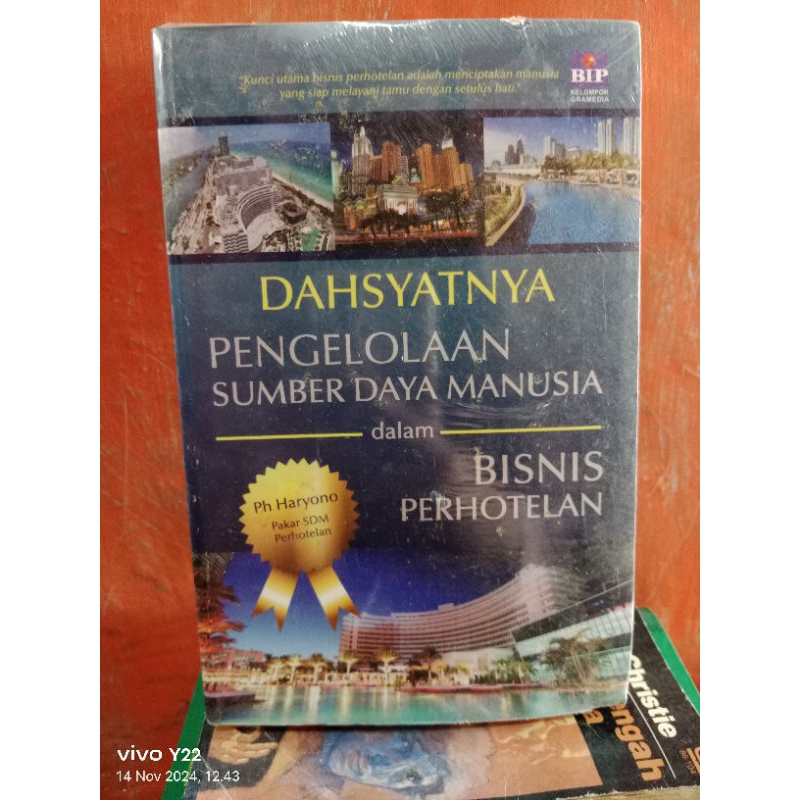 "Kunci utama bisnis perhotelan adalah menciptakan manusia
yang siap melayani tamu dengan setulus hati."
BIP
KELOMPOK
GRAMEDIA
DAHSYATNYA
PENGELOLAAN
SUMBER DAYA MANUSIA
dalam
BISNIS
PERHOTELAN
Ph Haryono
Pakar SDM
Perhotelan
Christie
ngah
vivo Y22
14 Nov 2024, 12.43